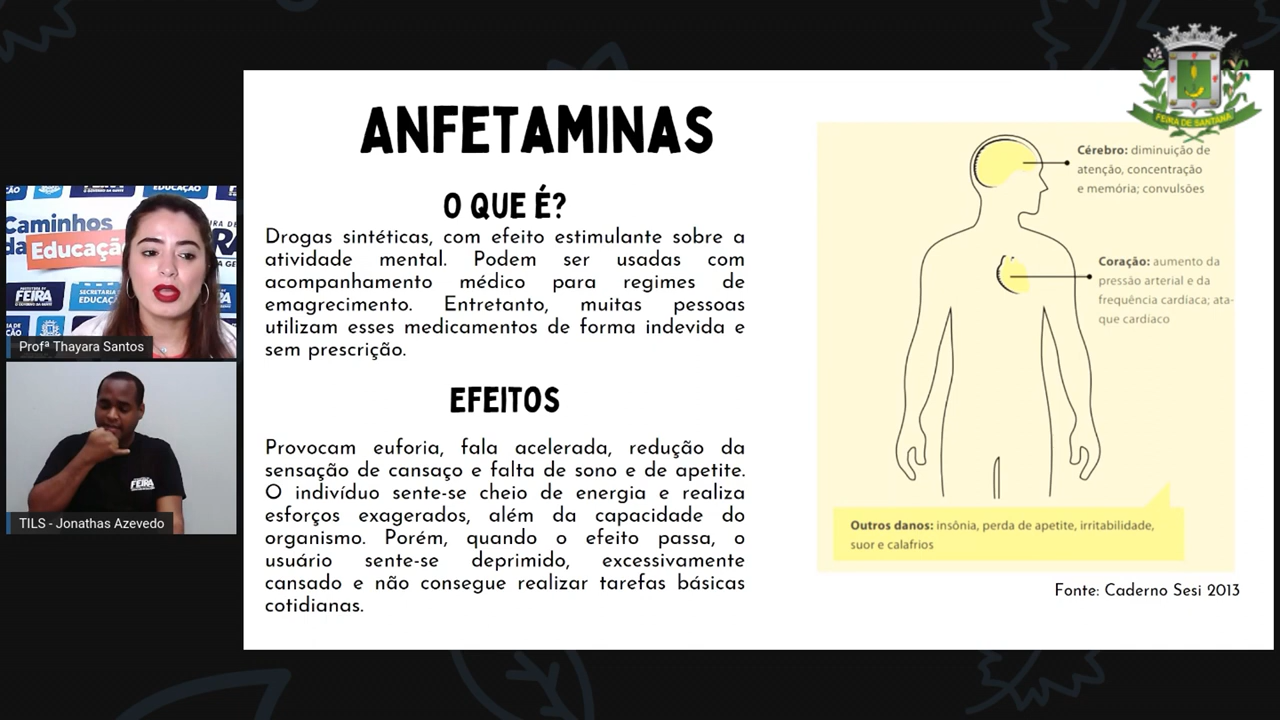 FEIRA DE SANTANA
ANFETAMINAS
O QUE É?
Drogas sintéticas, com efeito estimulante sobre a
atividade mental. Podem ser usadas com
acompanhamento médico para regimes de
emagrecimento. Entretanto, muitas pessoas
utilizam esses medicamentos de forma indevida e
sem prescrição.
EFEITOS
Provocam euforia, fala acelerada, redução da
sensação de cansaço e falta de sono e de apetite.
O indivíduo sente-se cheio de energia e realiza
esforços exagerados, além da capacidade do
organismo. Porém, quando o efeito passa, o
usuário sente-se deprimido, excessivamente
cansado e não consegue realizar tarefas básicas
cotidianas.
Cérebro: diminuição de
atenção, concentração
e memória; convulsões
Coração: aumento da
pressão arterial e da
frequência cardíaca; ata-
que cardíaco
Outros danos: insônia, perda de apetite, irritabilidade,
suor e calafrios
Fonte: Caderno Sesi 2013
EDUCAÇÃO
Caminhos
da Educação
FEIRA
SECRETARIA
EDUCAÇÃO
Profª Thayara Santos
FEIRA
TILS - Jonathas Azevedo